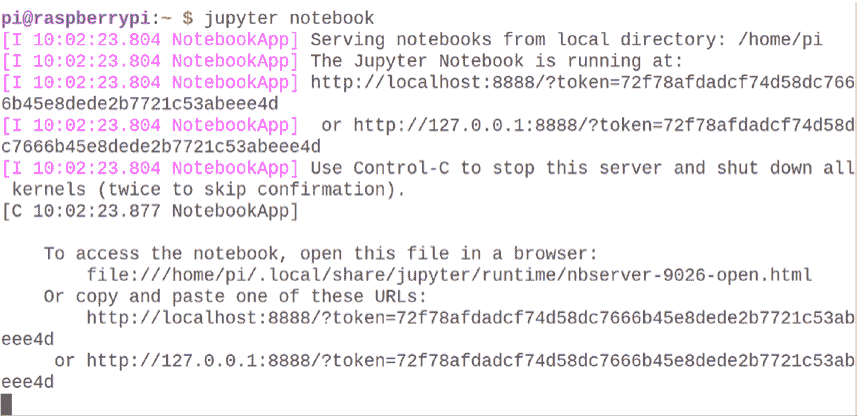 pi@raspberrypi:~ $ jupyter notebook
[I 10:02:23.804 NotebookApp] Serving notebooks from local directory: /home/pi
[I 10:02:23.804 NotebookApp] The Jupyter Notebook is running at:
[I 10:02:23.804 NotebookApp] http://localhost:8888/?token=72f78afdadcf74d58dc766
6b45e8dede2b7721c53abeee4d
[I 10:02:23.804 NotebookApp]  or http://127.0.0.1:8888/?token=72f78afdadcf74d58d
c7666b45e8dede2b7721c53abeee4d
[I 10:02:23.804 NotebookApp] Use Control-C to stop this server and shut down all
 kernels (twice to skip confirmation).
[C 10:02:23.877 NotebookApp]
    To access the notebook, open this file in a browser:
        file:///home/pi/.local/share/jupyter/runtime/nbserver-9026-open.html
    Or copy and paste one of these URLs:
        http://localhost:8888/?token=72f78afdadcf74d58dc7666b45e8dede2b7721c53ab
eee4d
     or http://127.0.0.1:8888/?token=72f78afdadcf74d58dc7666b45e8dede2b7721c53ab
eee4d